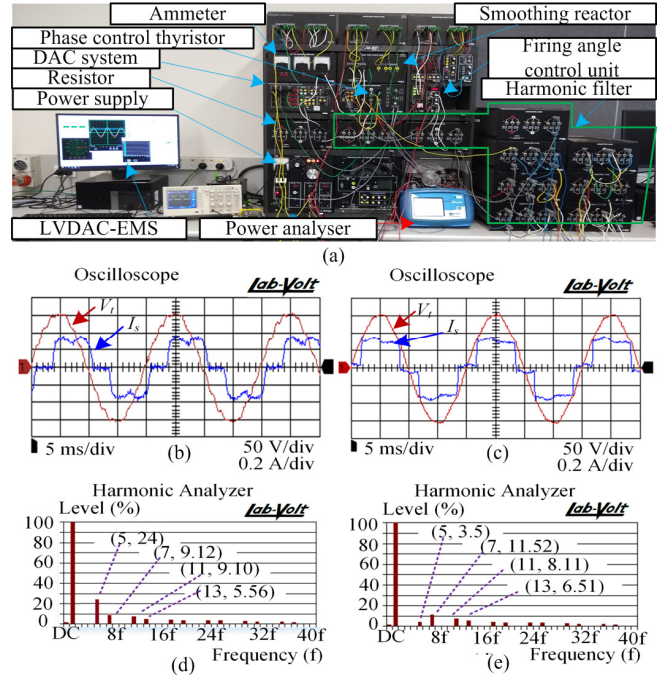 Ammeter
Phase control thyristor
DAC system
Resistor
Power supply
Smoothing reactor
Firing angle
control unit
Harmonic filter
LVDAC-EMS
Power analyser
(a)
Oscilloscope
Lab-Volt
Vt
Is
5 ms/div
50 V/div
0.2 A/div
(b)
Oscilloscope
Lab-Volt
Vt
Is
5 ms/div
50 V/div
0.2 A/div
(c)
Harmonic Analyzer
Level (%)
Lab-Volt
100
80
60
40
20
0
(5, 24)
(7, 9.12)
(11, 9.10)
(13, 5.56)
DC 8f 16f 24f 32f 40f
Frequency (f)
(d)
Harmonic Analyzer
Level (%)
Lab-Volt
100
80
60
40
20
0
(5, 3.5)
(7, 11.52)
(11, 8.11)
(13, 6.51)
DC 8f 16f 24f 32f 40f
Frequency (f)
(e)